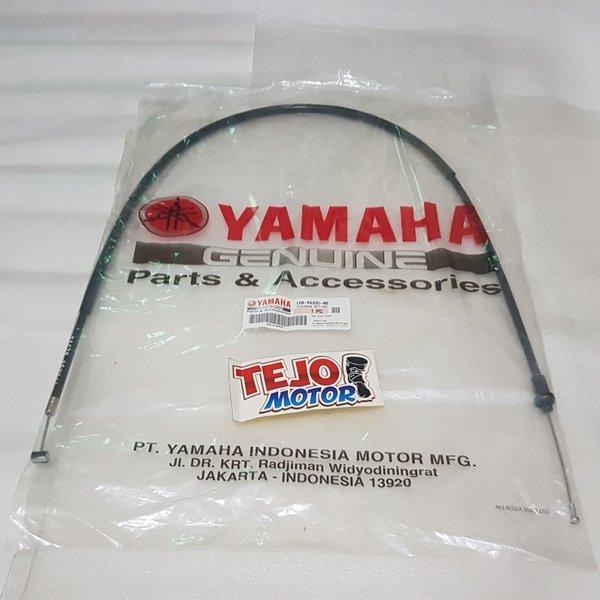 YAMAHA
GENUINE
Parts & Accessories
YAMAHA
1 PC
TEJO
MOTOR
PT. YAMAHA INDONESIA MOTOR MFG.
Jl. DR. KRT. Radjiman Widyodiningrat
JAKARTA - INDONESIA 13920